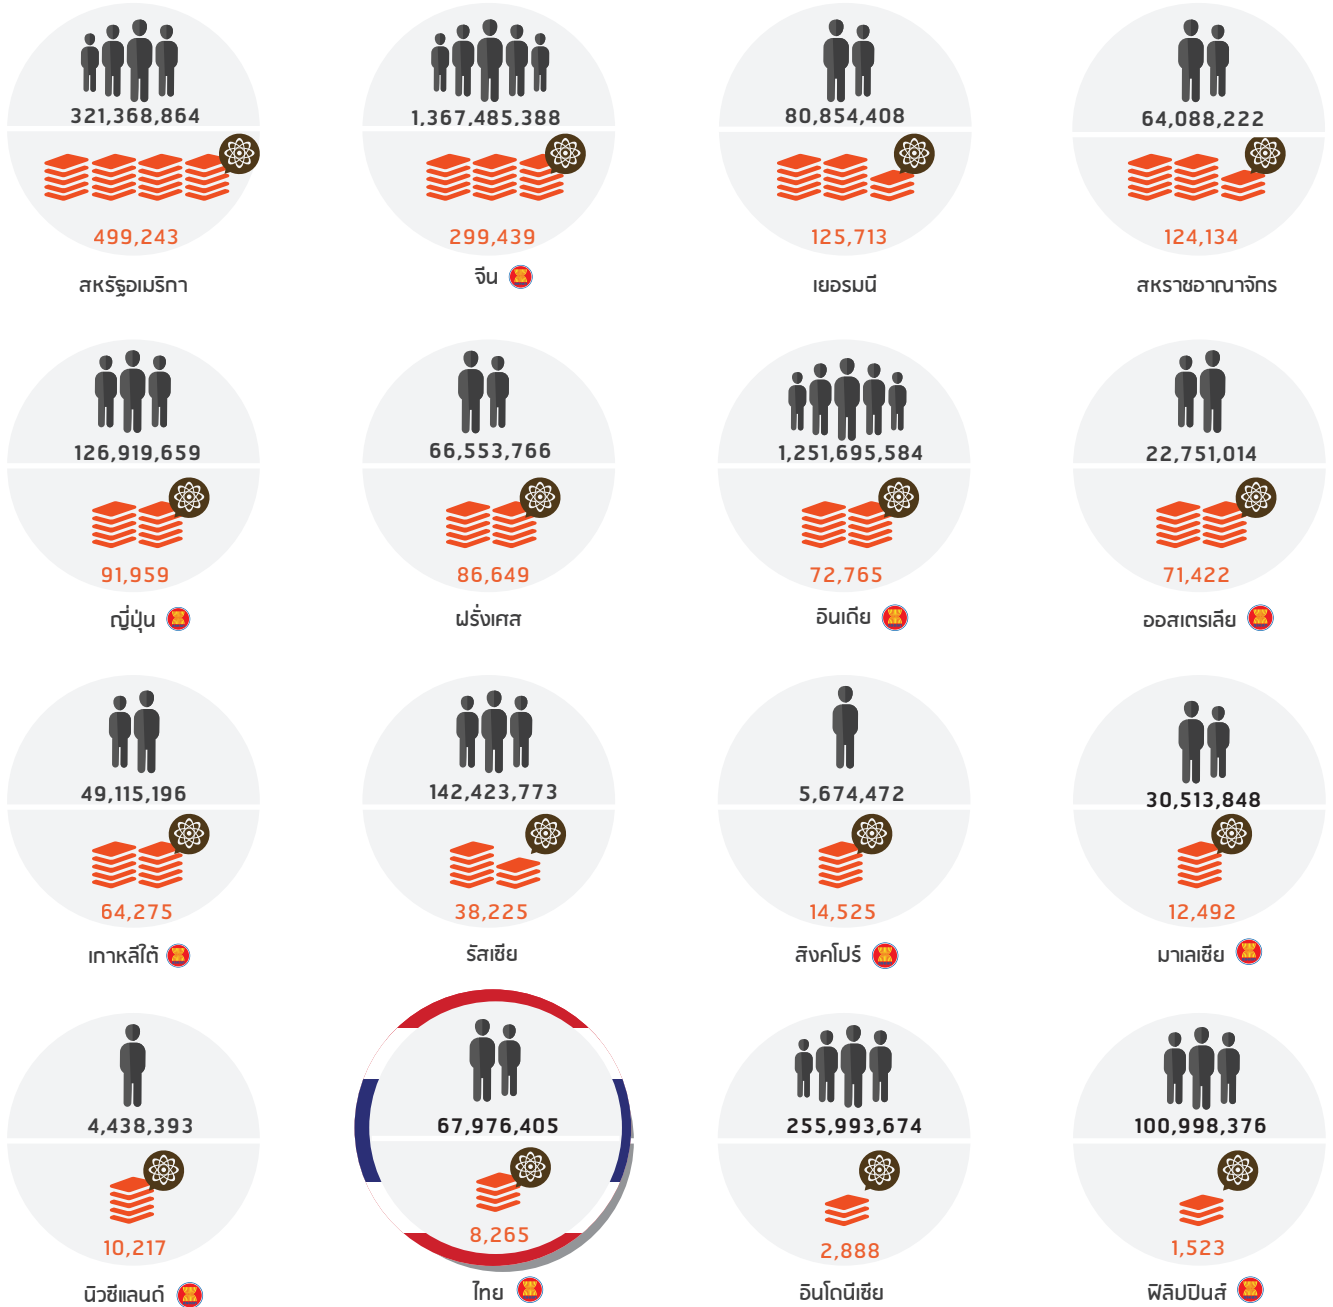 321,368,864
499,243
สหรัฐอเมริกา
1,367,485,388
299,439
จีน
80,854,408
125,713
เยอรมนี
64,088,222
124,134
สหราชอาณาจักร
126,919,659
91,959
ญี่ปุ่น
66,553,766
86,649
ฝรั่งเศส
1,251,695,584
72,765
อินเดีย
22,751,014
71,422
ออสเตรเลีย
49,115,196
64,275
เกาหลีใต้
142,423,773
38,225
รัสเซีย
5,674,472
14,525
สิงคโปร์
30,513,848
12,492
มาเลเซีย
4,438,393
10,217
นิวซีแลนด์
67,976,405
8,265
ไทย
255,993,674
2,888
อินโดนีเซีย
100,998,376
1,523
ฟิลิปปินส์